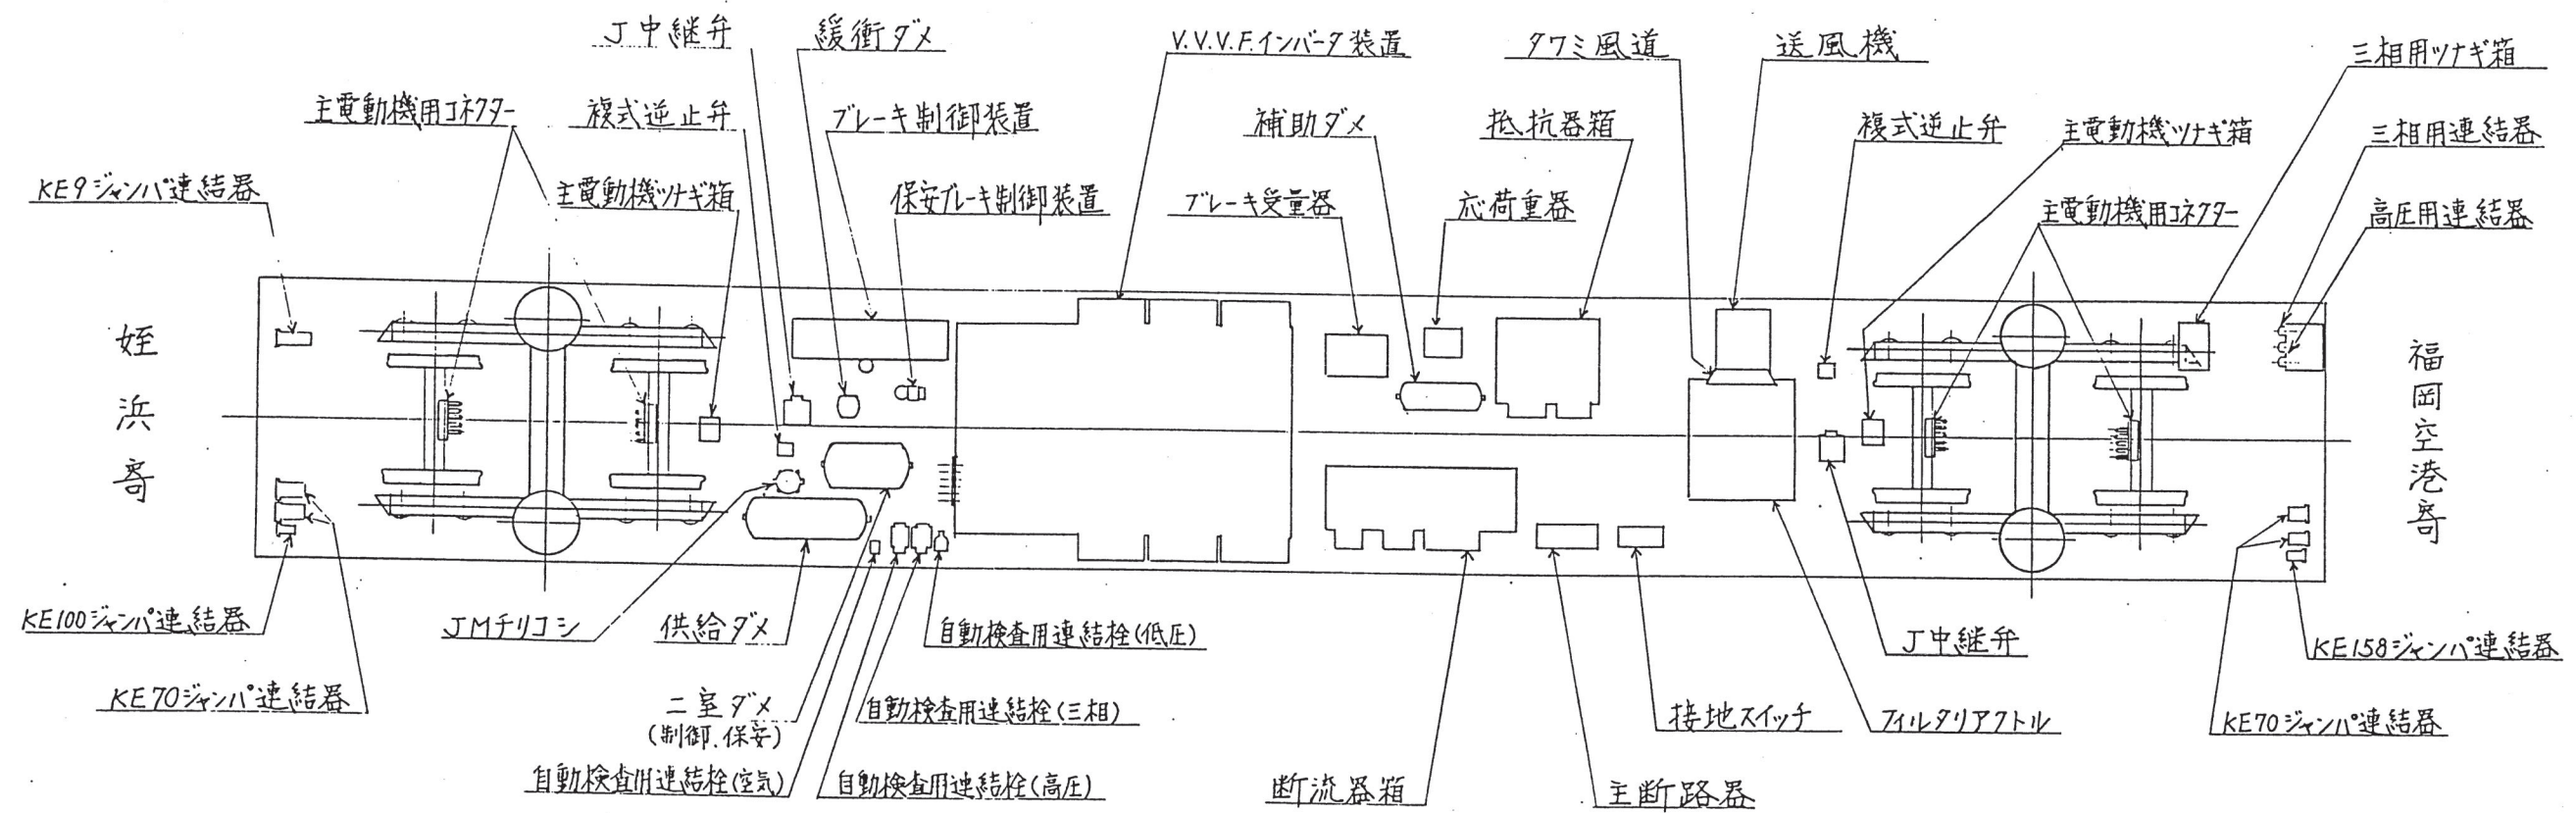 J中継弁
緩衝ダメ
V.V.V.F.インバータ装置
タワミ風道
送風機
三相用ツナギ箱
主電動機用コネクター
複式逆止弁
ブレーキ制御装置
補助ダメ
抵抗器箱
複式逆止弁
主電動機ツナギ箱
三相用連結器
KE9ジャンパ連結器
主電動機ツナギ箱
保安ブレーキ制御装置
ブレーキ受量器
応荷重器
主電動機用コネクター
高圧用連結器
姪浜寄
福岡空港寄
KE100ジャンパ連結器
JMチリコシ
供給ダメ
自動検査用連結栓(低圧)
J中継弁
KE158ジャンパ連結器
KE70ジャンパ連結器
二室ダメ
(制御.保安)
自動検査用連結栓(三相)
接地スイッチ
フィルタリアクトル
KE70ジャンパ連結器
自動検査用連結栓(空気)
自動検査用連結栓(高圧)
断流器箱
主断路器